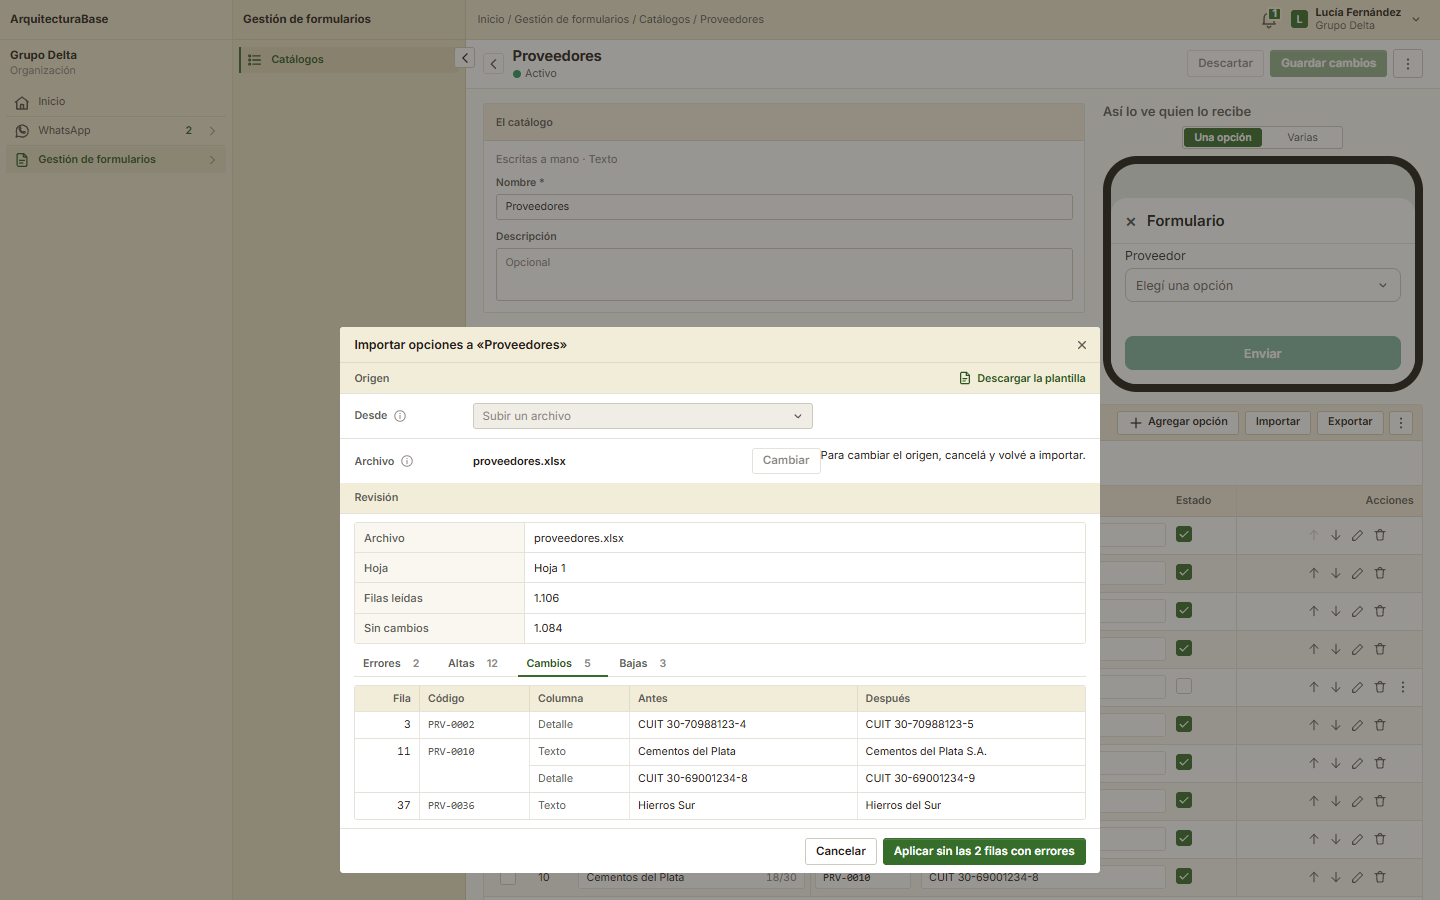 ArquitecturaBase
Gestión de formularios
Inicio / Gestión de formularios / Catálogos / Proveedores
1
L
Lucía Fernández
Grupo Delta
Grupo Delta
Organización
Inicio
WhatsApp 2
Gestión de formularios
Catálogos
Proveedores
Activo
Descartar
Guardar cambios
El catálogo
Escritas a mano · Texto
Nombre *
Proveedores
Descripción
Opcional
Así lo ve quien lo recibe
Una opción
Varias
Formulario
Proveedor
Elegí una opción
Enviar
Agregar opción
Importar
Exportar
Estado
Acciones
Importar opciones a «Proveedores»
Origen
Descargar la plantilla
Desde
Subir un archivo
Archivo
proveedores.xlsx
Cambiar
Para cambiar el origen, cancelá y volvé a importar.
Revisión
Archivo proveedores.xlsx
Hoja Hoja 1
Filas leídas 1.106
Sin cambios 1.084
Errores 2 Altas 12 Cambios 5 Bajas 3
Fila Código Columna Antes Después
3 PRV-0002 Detalle CUIT 30-70988123-4 CUIT 30-70988123-5
11 PRV-0010 Texto Cementos del Plata Cementos del Plata S.A.
Detalle CUIT 30-69001234-8 CUIT 30-69001234-9
37 PRV-0036 Texto Hierros Sur Hierros del Sur
Cancelar
Aplicar sin las 2 filas con errores
10 Cementos del Plata 18/30 PRV-0010 CUIT 30-69001234-8